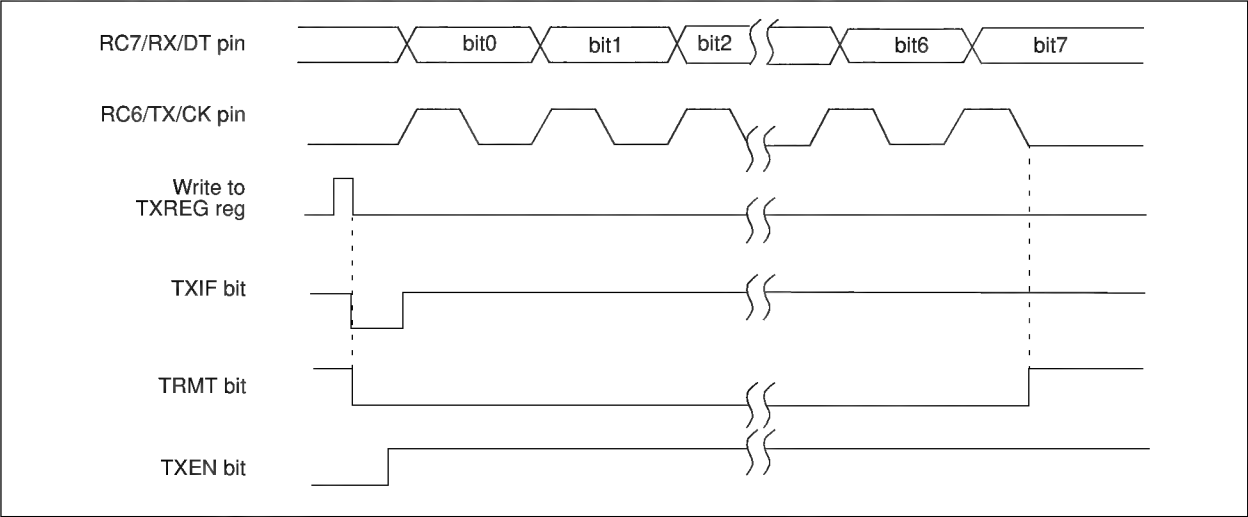 RC7/RX/DT pin
bit0
bit1
bit2
bit6
bit7
RC6/TX/CK pin
Write to
TXREG reg
TXIF bit
TRMT bit
TXEN bit